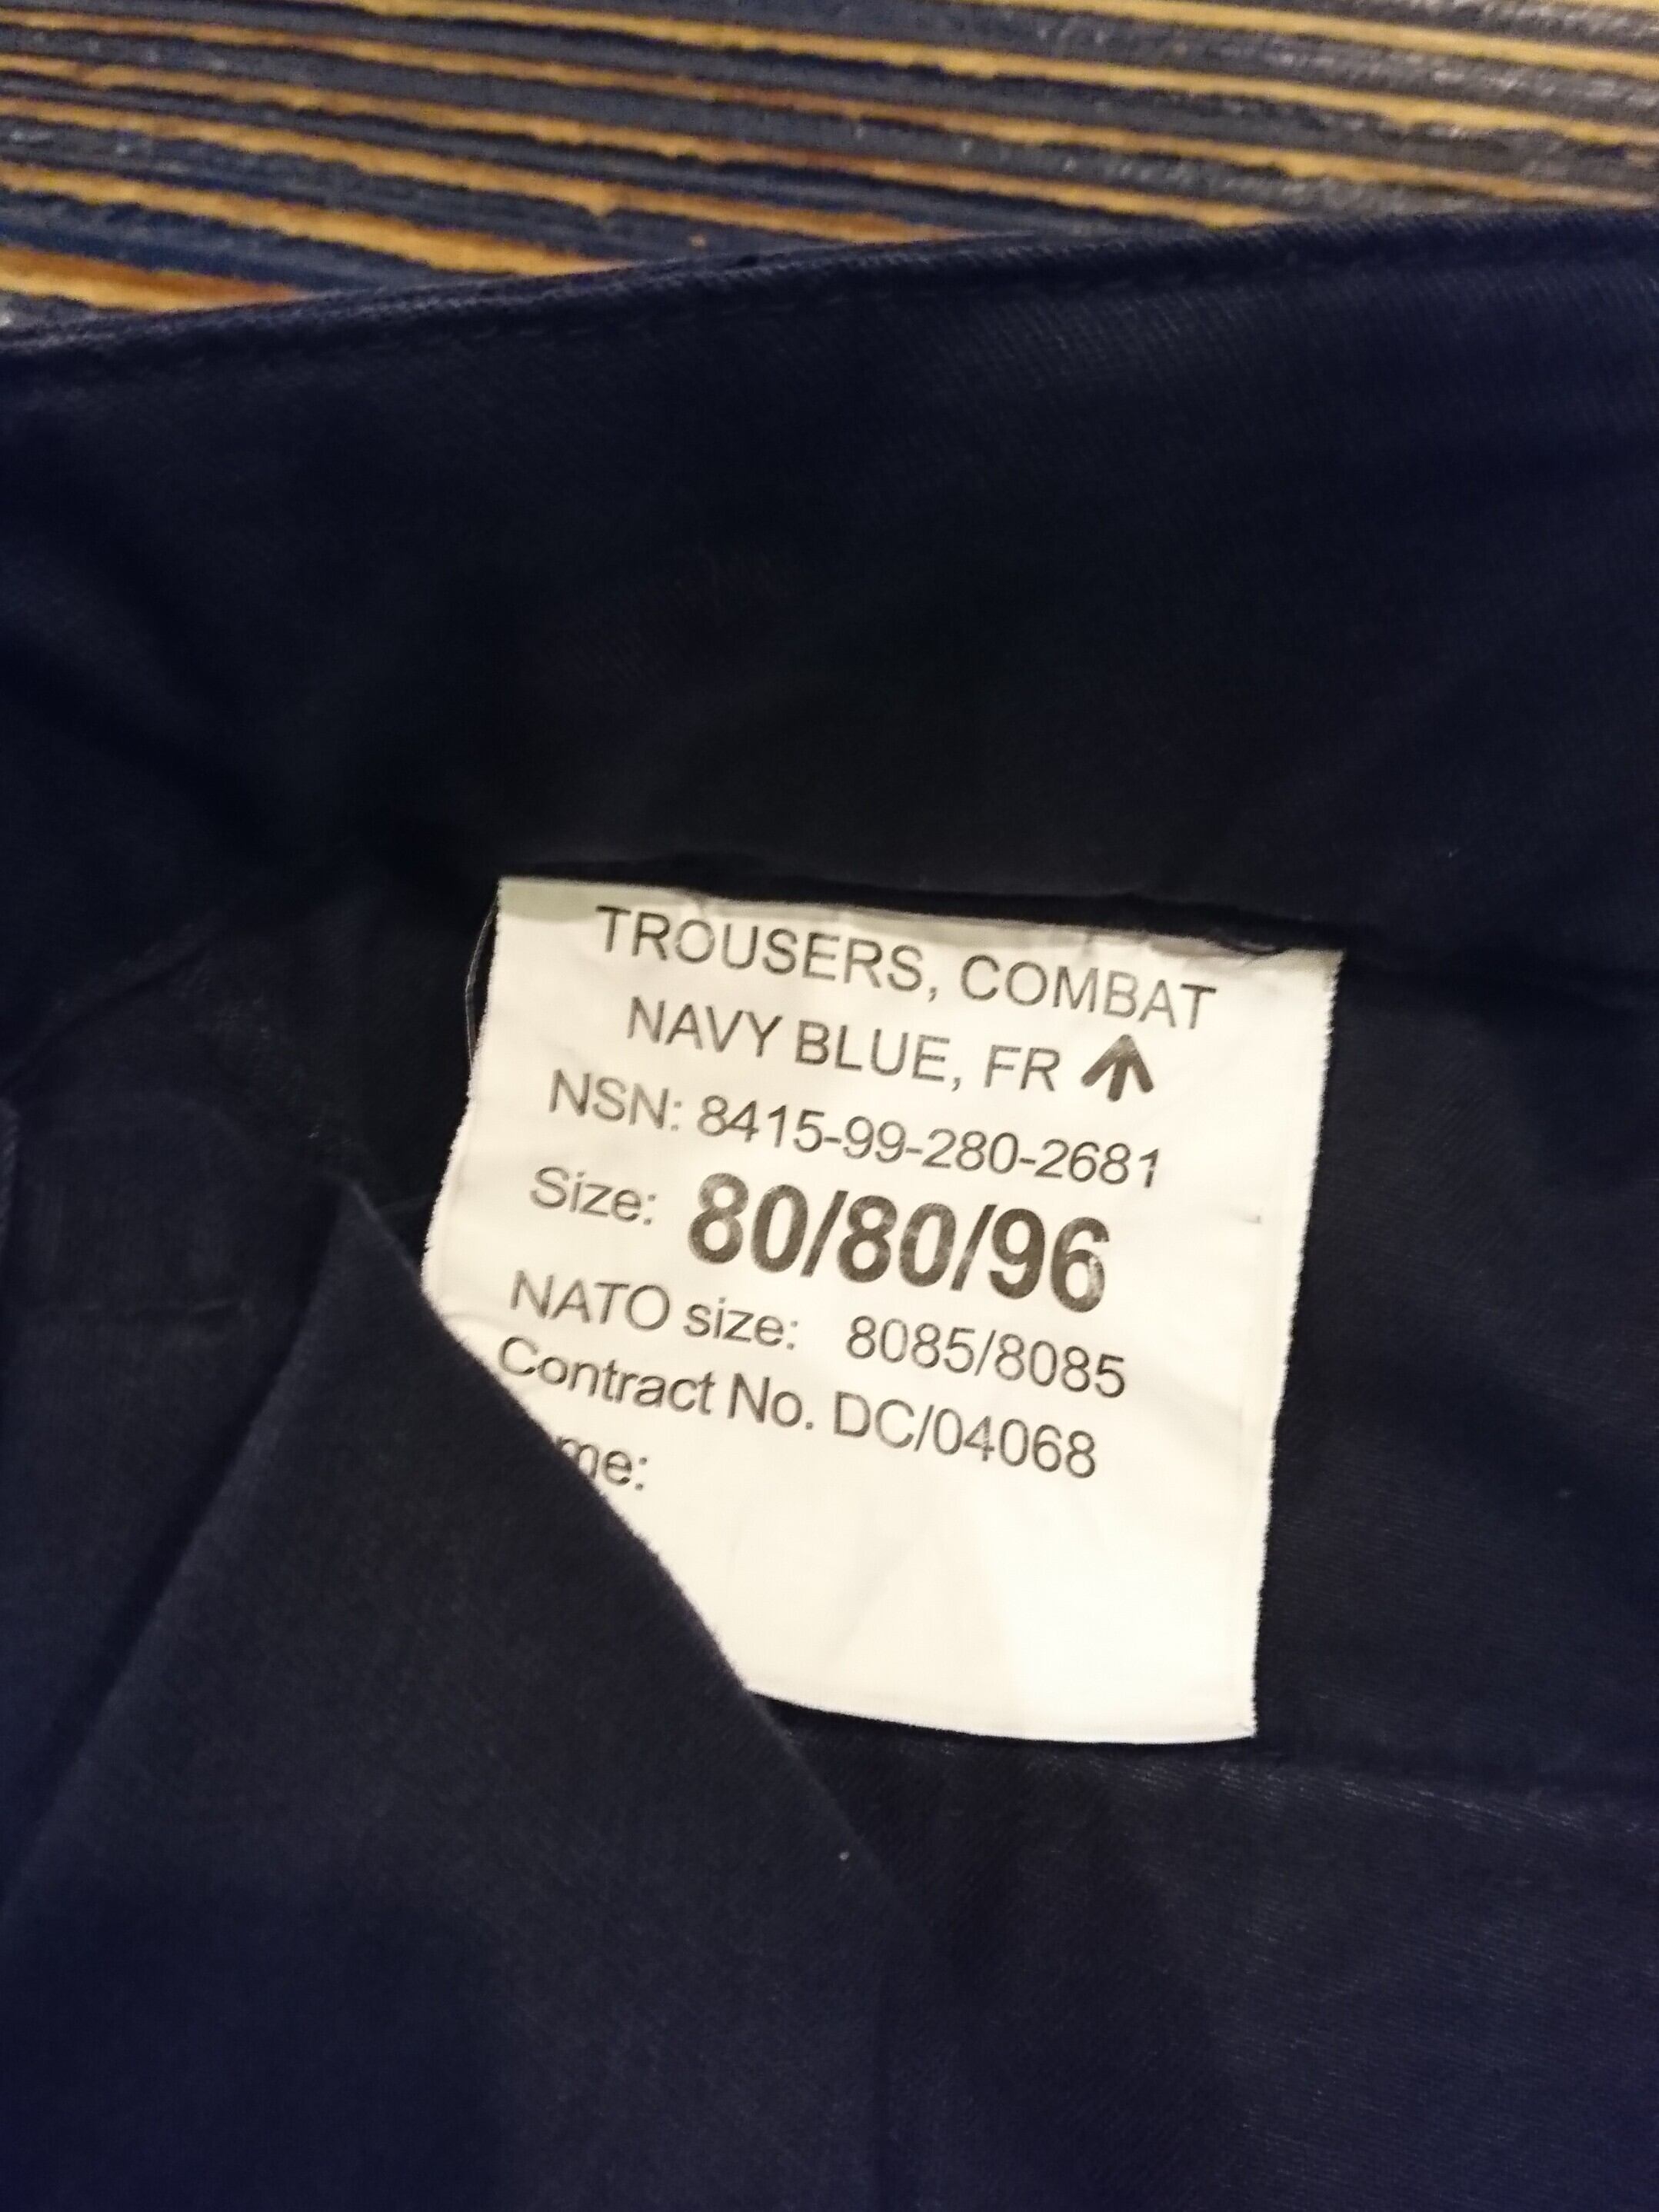 TROUSERS, COMBAT
NAVY BLUE, FR
NSN: 8415-99-280-2681
Size: 80/80/96
NATO size: 8085/8085
Contract No. DC/04068
me: